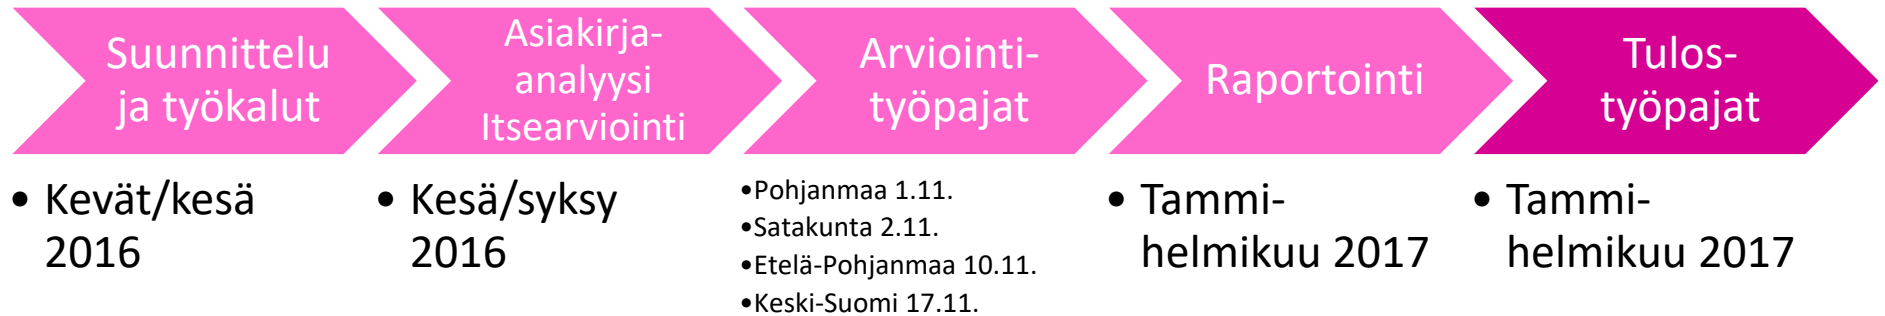 Suunnittelu
ja työkalut
Asiakirja-
analyysi
Itsearviointi
Arviointi-
työpajat
Raportointi
Tulos-
työpajat
• Kevät/kesä
2016
• Kesä/syksy
2016
•Pohjanmaa 1.11.
•Satakunta 2.11.
•Etelä-Pohjanmaa 10.11.
•Keski-Suomi 17.11.
• Tammi-
helmikuu 2017
• Tammi-
helmikuu 2017